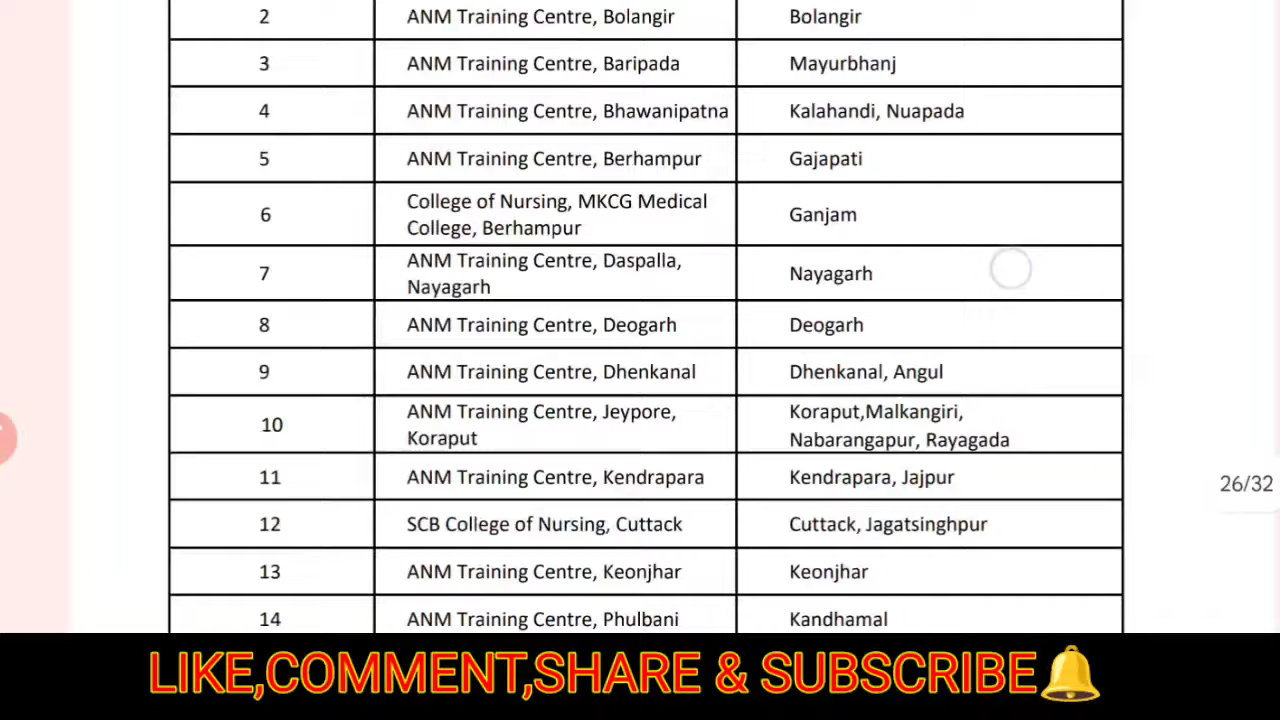 2 ANM Training Centre, Bolangir Bolangir
3 ANM Training Centre, Baripada Mayurbhanj
4 ANM Training Centre, Bhawanipatna Kalahandi, Nuapada
5 ANM Training Centre, Berhampur Gajapati
College of Nursing, MKCG Medical
6 Ganjam
College, Berhampur
ANM Training Centre, Daspalla,
7 Nayagarh
Nayagarh
8 ANM Training Centre, Deogarh Deogarh
9 ANM Training Centre, Dhenkanal Dhenkanal, Angul
ANM Training Centre, Jeypore, Koraput,Malkangiri,
10
Koraput Nabarangapur, Rayagada
11 ANM Training Centre, Kendrapara Kendrapara, Jajpur
26/32
12 SCB College of Nursing, Cuttack Cuttack, Jagatsinghpur
13 ANM Training Centre, Keonjhar Keonjhar
14 ANM Training Centre, Phulbani Kandhamal
LIKE,COMMENT,SHARE & SUBSCRIBE🔔